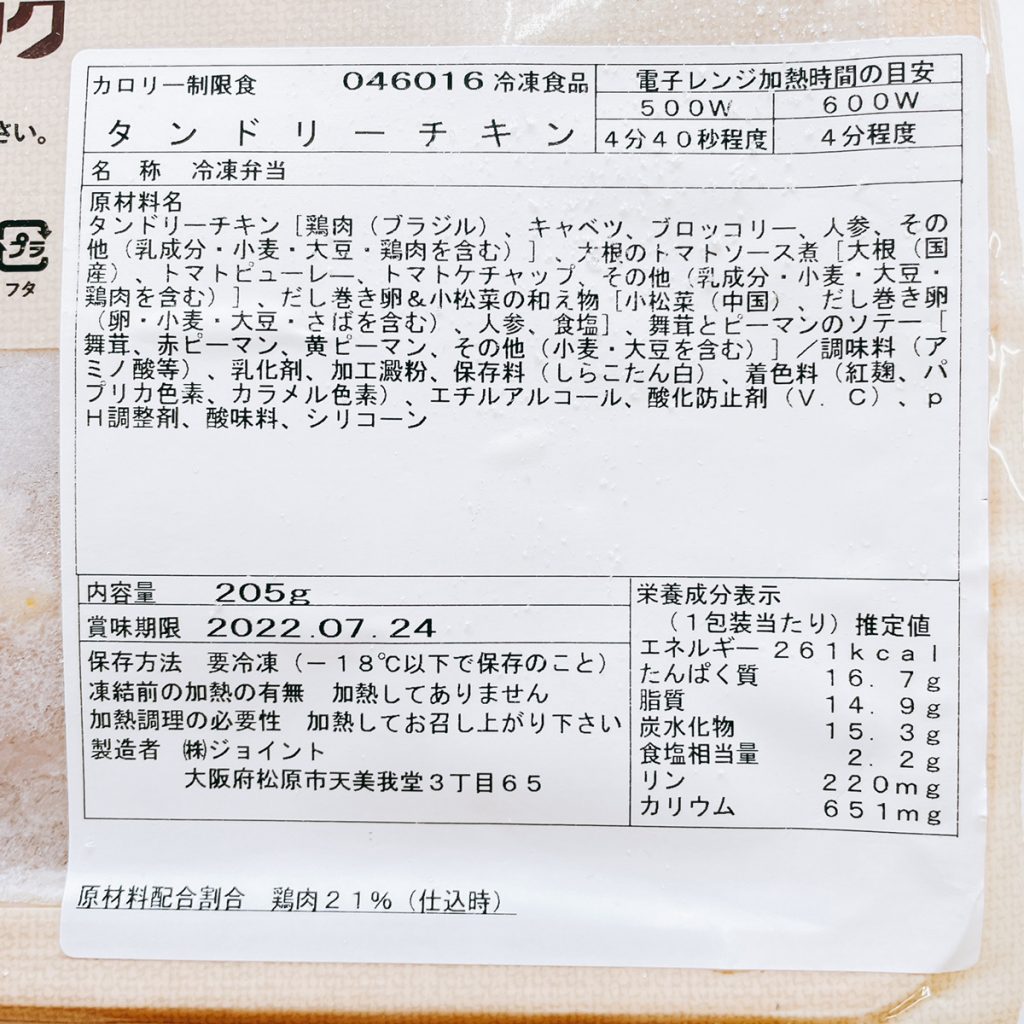 さい。
プラ
フタ
カロリー制限食 046016 冷凍食品
タンドリーチキン
電子レンジ加熱時間の目安
500W 600W
4分40秒程度 4分程度
名 称 冷凍弁当
原材料名
タンドリーチキン［鶏肉（ブラジル）、キャベツ、ブロッコリー、人参、その
他（乳成分・小麦・大豆・鶏肉を含む）］、大根のトマトソース煮［大根（国
産）、トマトピューレー、トマトケチャップ、その他（乳成分・小麦・大豆・
鶏肉を含む）］、だし巻き卵＆小松菜の和え物［小松菜（中国）、だし巻き卵
（卵・小麦・大豆・さばを含む）、人参、食塩］、舞茸とピーマンのソテー［
舞茸、赤ピーマン、黄ピーマン、その他（小麦・大豆を含む）］／調味料（ア
ミノ酸等）、乳化剤、加工澱粉、保存料（しらこたん白）、着色料（紅麹、パ
プリカ色素、カラメル色素）、エチルアルコール、酸化防止剤（V．C）、p
H調整剤、酸味料、シリコーン
内容量 205g
賞味期限 2022.07.24
保存方法 要冷凍（－18℃以下で保存のこと）
凍結前の加熱の有無 加熱してありません
加熱調理の必要性 加熱してお召し上がり下さい
製造者 ㈱ジョイント
大阪府松原市天美我堂3丁目65
栄養成分表示
（1包装当たり）推定値
エネルギー 261kcal
たんぱく質 16.7g
脂質 14.9g
炭水化物 15.3g
食塩相当量 2.2g
リン 220mg
カリウム 651mg
原材料配合割合 鶏肉21%（仕込時）